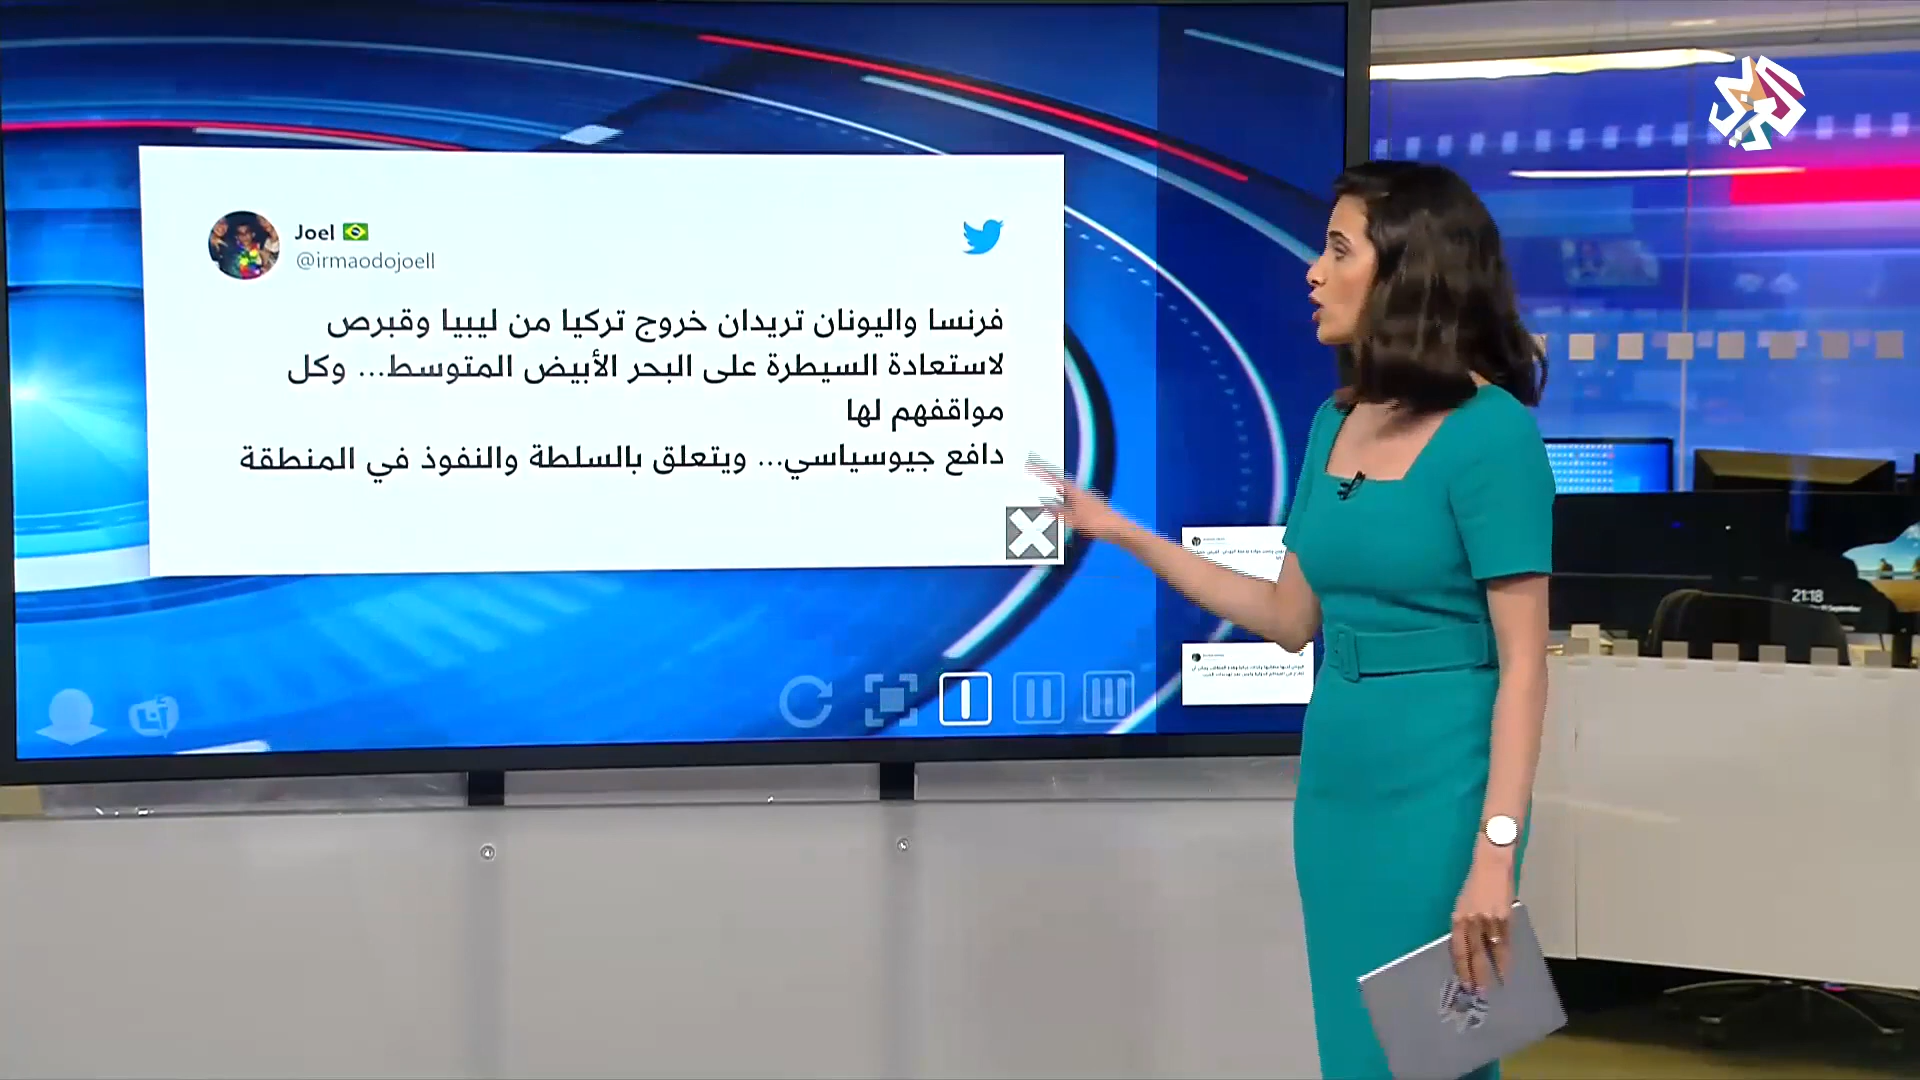 Joel
@irmaodojoell
فرنسا واليونان تريدان خروج تركيا من ليبيا وقبرص
لاستعادة السيطرة على البحر الأبيض المتوسط... وكل
مواقفهم لها
دافع جيوسياسي... ويتعلق بالسلطة والنفوذ في المنطقة
21:18
September